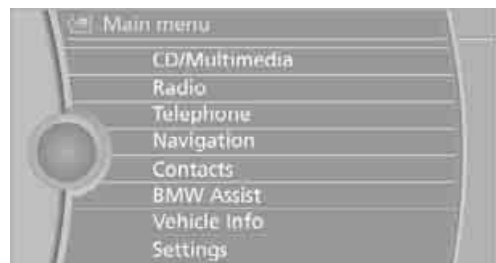 Main menu
CD/Multimedia
Radio
Telephone
Navigation
Contacts
BMW Assist
Vehicle Info
Settings